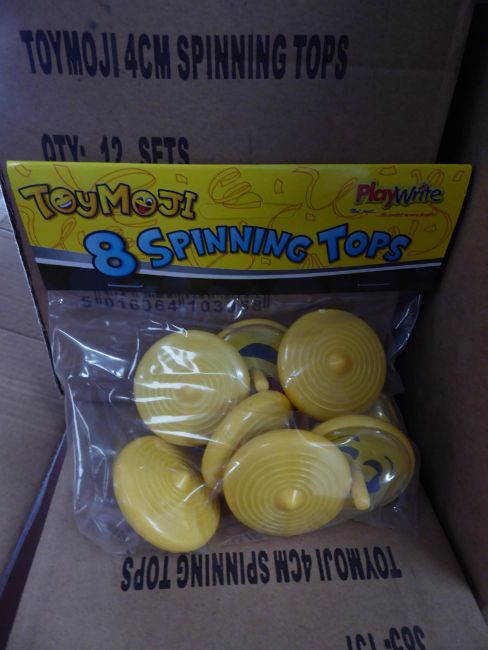 TOYMOJI 4CM SPINNING TOPS
QTY: 12 SETS
TOYMOJI
PlayWrite
8 SPINNING TOPS
TOYMOJI 4CM SPINNING TOPS